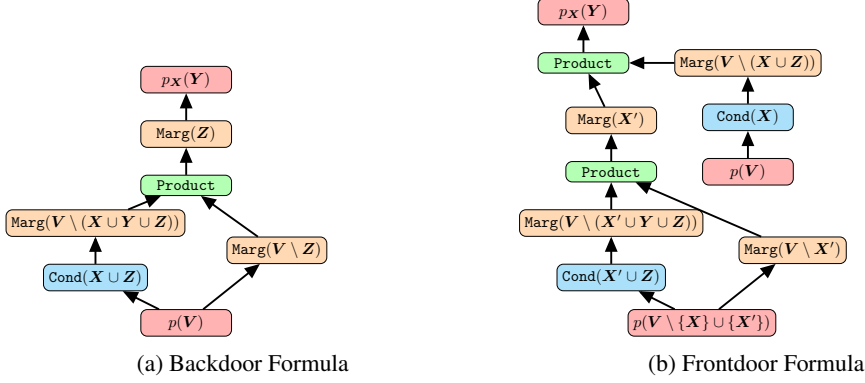 p_X(Y)
Marg(Z)
Product
Marg(V \ (X ∪ Y ∪ Z))
Marg(V \ Z)
Cond(X ∪ Z)
p(V)
(a) Backdoor Formula
p_X(Y)
Product
Marg(V \ (X ∪ Z))
Marg(X′)
Cond(X)
Product
p(V)
Marg(V \ (X′ ∪ Y ∪ Z))
Marg(V \ X′)
Cond(X′ ∪ Z)
p(V \ {X} ∪ {X′})
(b) Frontdoor Formula